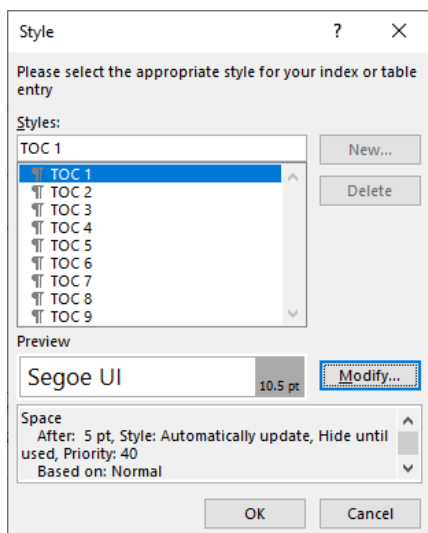 Style ?
Please select the appropriate style for your index or table
entry
Styles:
TOC 1
New...
¶ TOC 1
¶ TOC 2
¶ TOC 3
¶ TOC 4
¶ TOC 5
¶ TOC 6
¶ TOC 7
¶ TOC 8
¶ TOC 9
Delete
Preview
Segoe UI 10.5 pt
Modify...
Space
After: 5 pt, Style: Automatically update, Hide until
used, Priority: 40
Based on: Normal
OK Cancel